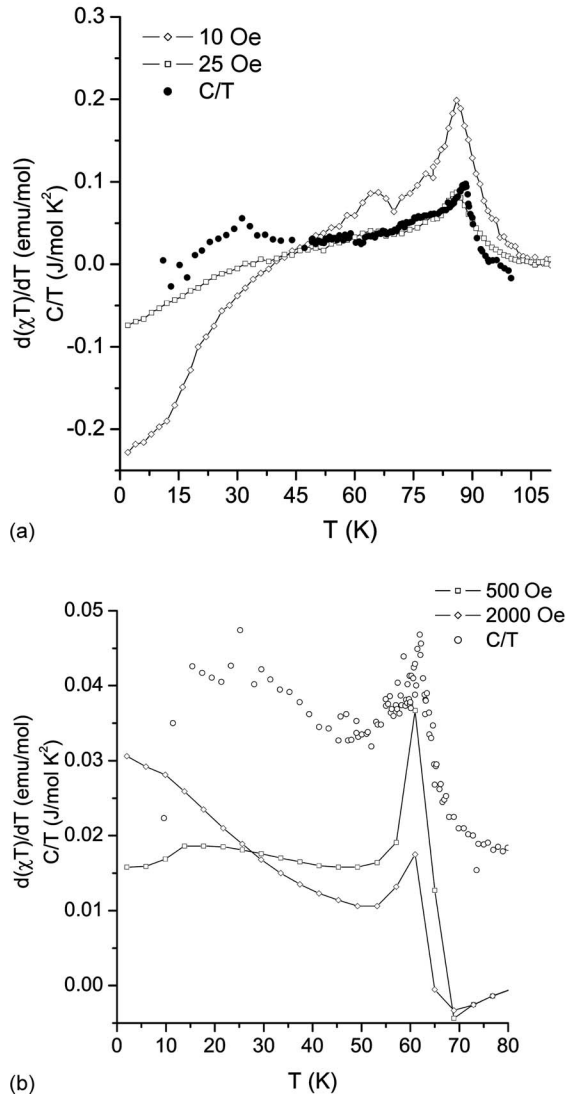 10 Oe
25 Oe
C/T
0.3
0.2
0.1
0.0
-0.1
-0.2
d(χT)/dT (emu/mol)
C/T (J/mol K²)
0 15 30 45 60 75 90 105
T (K)
(a)
500 Oe
2000 Oe
C/T
0.05
0.04
0.03
0.02
0.01
0.00
d(χT)/dT (emu/mol)
C/T (J/mol K²)
0 10 20 30 40 50 60 70 80
T (K)
(b)